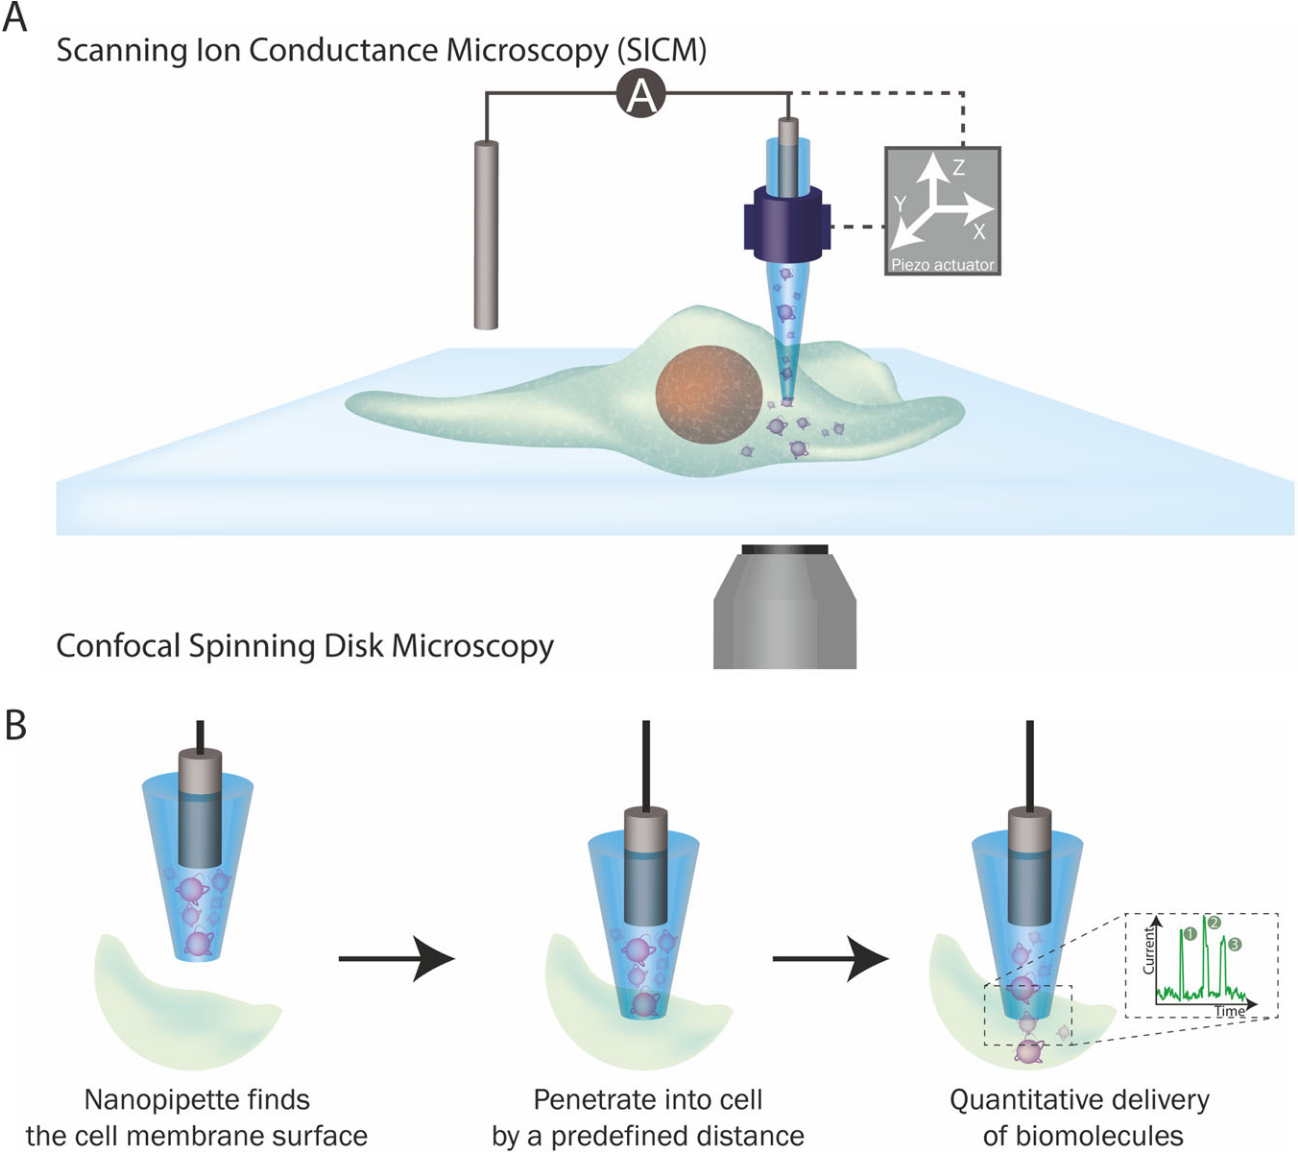 A
Scanning Ion Conductance Microscopy (SICM)
A
Z
Y
X
Piezo actuator
Confocal Spinning Disk Microscopy
B
Current
1
2
3
Time
Nanopipette finds
the cell membrane surface
Penetrate into cell
by a predefined distance
Quantitative delivery
of biomolecules